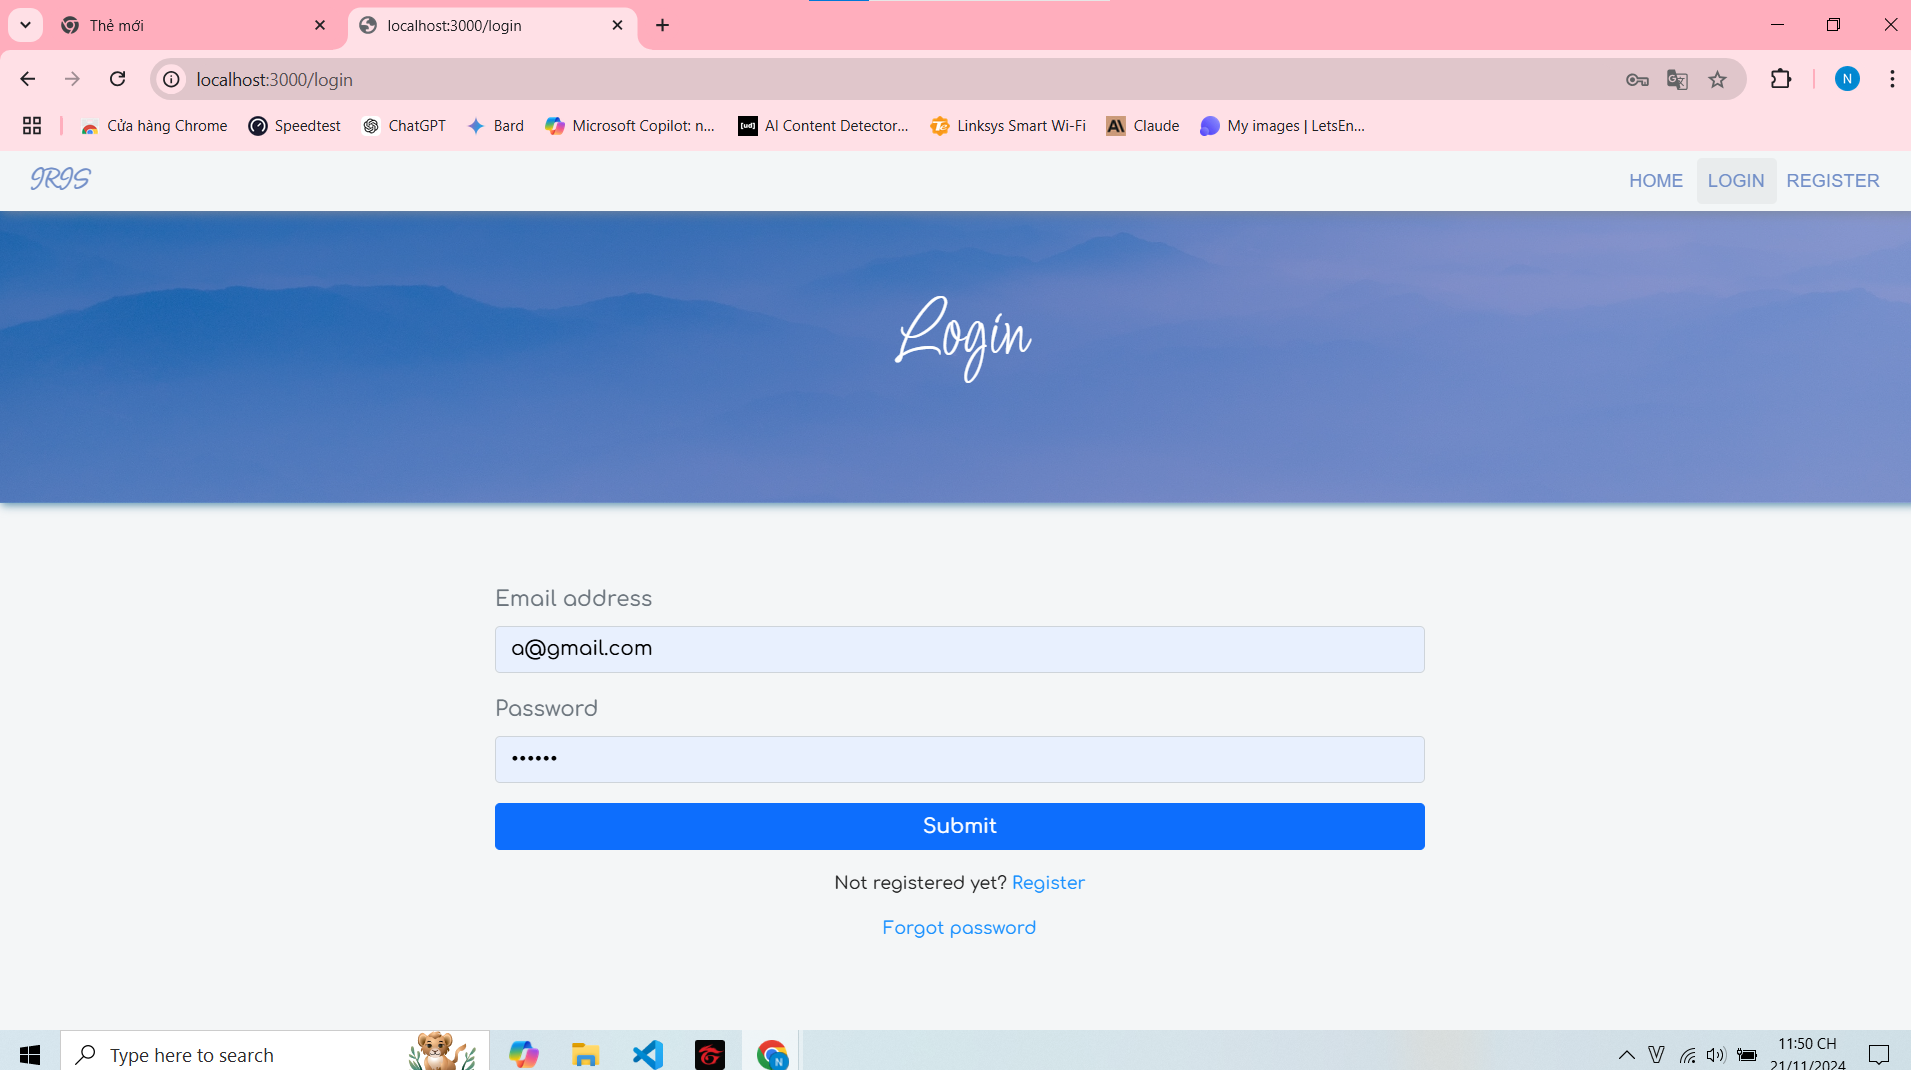 Thẻ mới
localhost:3000/login
localhost:3000/login
N
Cửa hàng Chrome
Speedtest
ChatGPT
Bard
Microsoft Copilot: n...
[ud]
AI Content Detector...
Linksys Smart Wi-Fi
Claude
My images | LetsEn...
IRIS
HOME
LOGIN
REGISTER
Login
Email address
a@gmail.com
Password
••••••
Submit
Not registered yet? Register
Forgot password
Type here to search
N
V
11:50 CH
21/11/2024